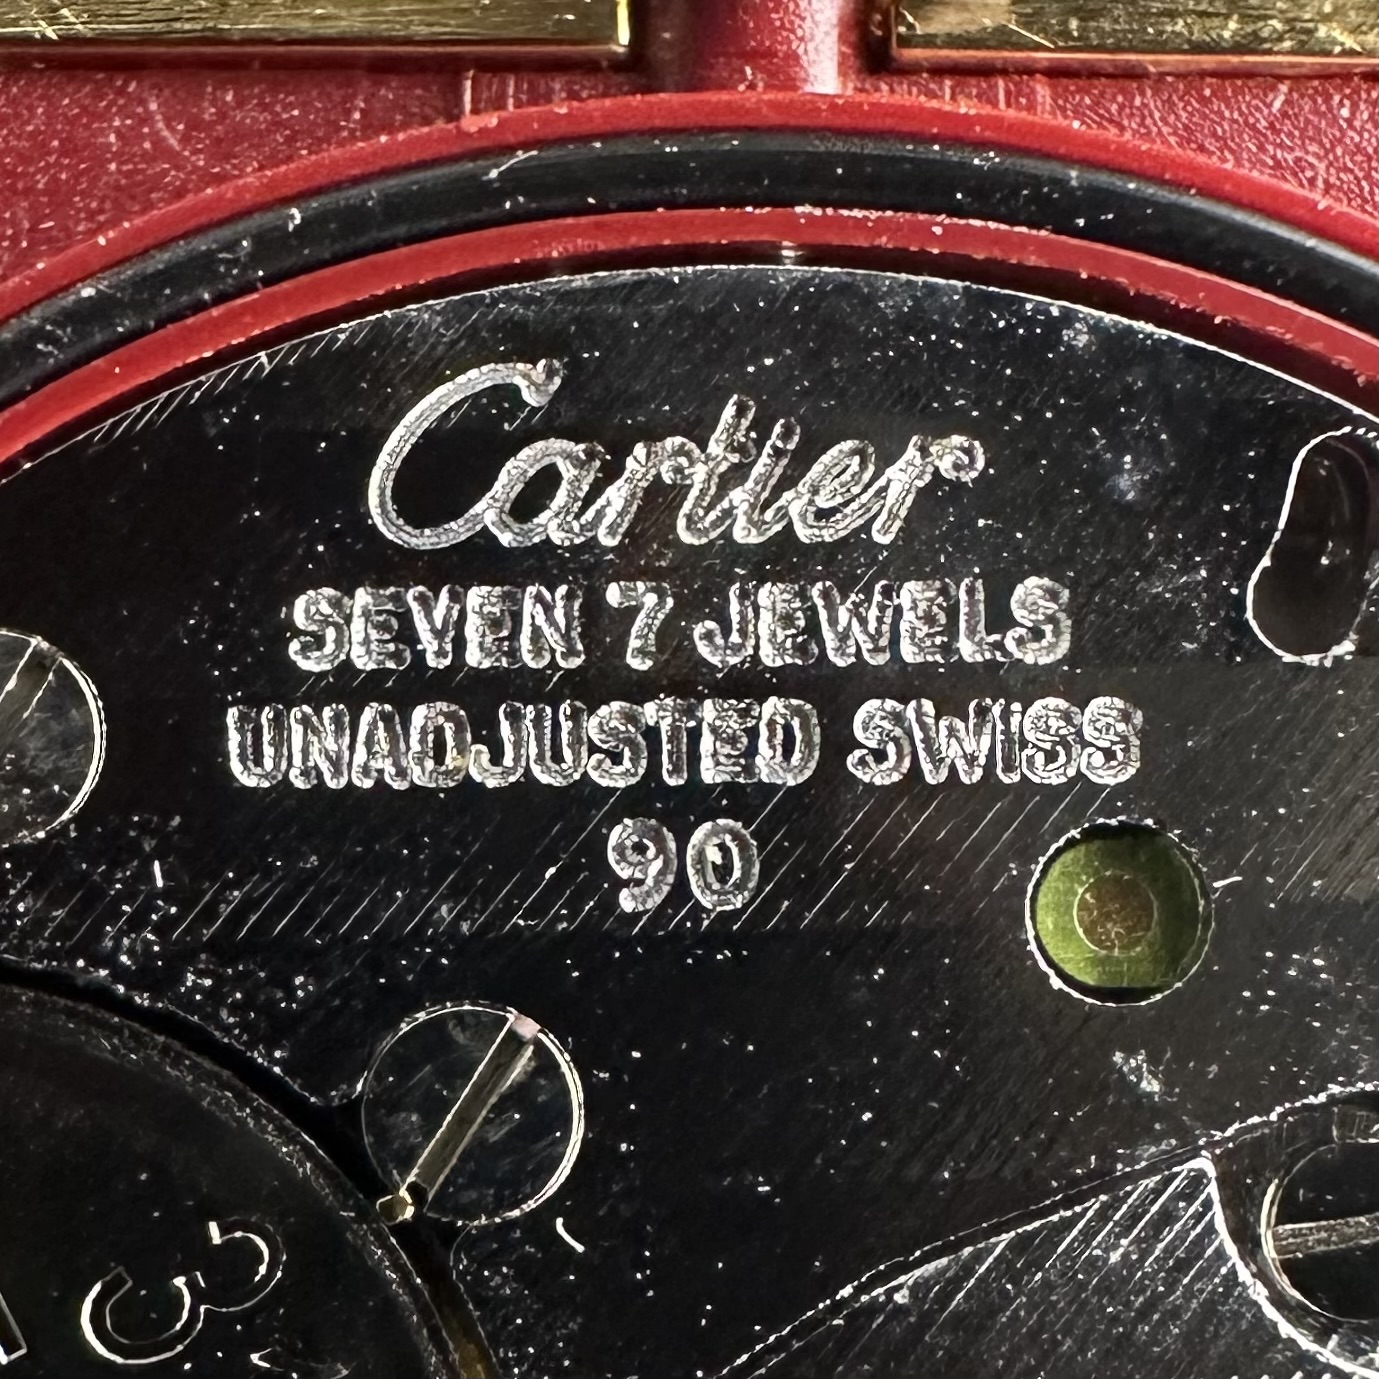 Cartier
SEVEN 7 JEWELS
UNADJUSTED SWISS
90